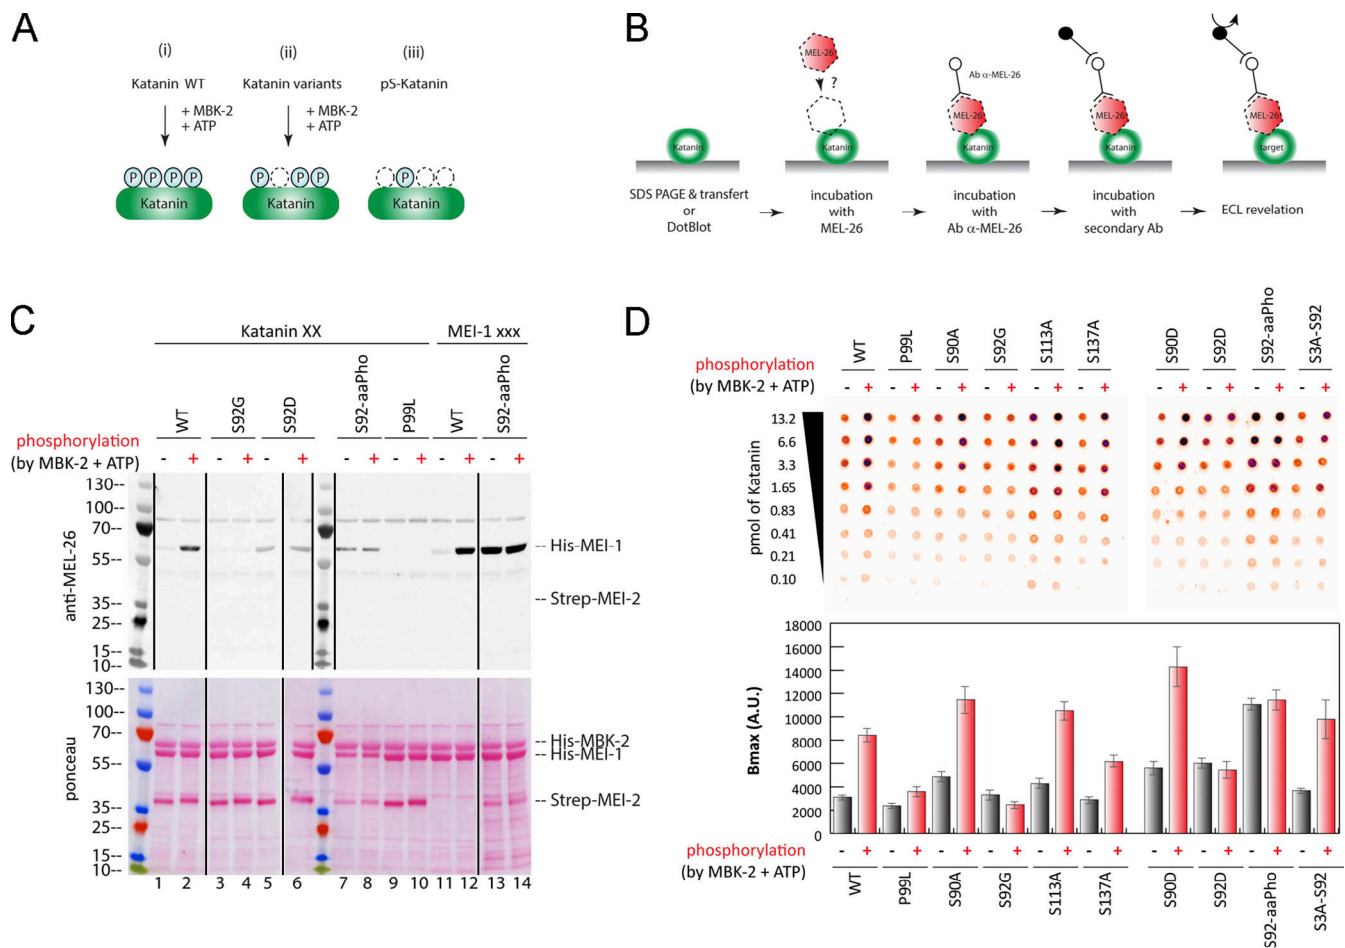 A
(i)
(ii)
(iii)
Katanin WT
Katanin variants
pS-Katanin
+ MBK-2
+ ATP
+ MBK-2
+ ATP
P P P P
P P P
P
Katanin
Katanin
Katanin
B
MEL-26
?
Ab α-MEL-26
MEL-26
MEL-26
MEL-26
Katanin
Katanin
Katanin
Katanin
target
SDS PAGE & transfert
or
DotBlot
incubation
with
MEL-26
incubation
with
Ab α-MEL-26
incubation
with
secondary Ab
ECL revelation
C
Katanin XX
MEI-1 xxx
WT
S92G
S92D
S92-aaPho
P99L
WT
S92-aaPho
phosphorylation
(by MBK-2 + ATP)
- + - + - + - + - + - + - +
anti-MEL-26
130--
100--
70--
55--
35--
25--
15--
10--
-- His-MEI-1
-- Strep-MEI-2
ponceau
130--
100--
70--
55--
35--
25--
15--
10--
His-MBK-2
His-MEI-1
Strep-MEI-2
1 2 3 4 5 6 7 8 9 10 11 12 13 14
D
WT
P99L
S90A
S92G
S113A
S137A
S90D
S92D
S92-aaPho
S3A-S92
phosphorylation
(by MBK-2 + ATP)
- + - + - + - + - + - + - + - + - + - +
pmol of Katanin
13.2
6.6
3.3
1.65
0.83
0.41
0.21
0.10
Bmax (A.U.)
18000
16000
14000
12000
10000
8000
6000
4000
2000
0
phosphorylation
(by MBK-2 + ATP)
- + - + - + - + - + - + - + - + - + - +
WT
P99L
S90A
S92G
S113A
S137A
S90D
S92D
S92-aaPho
S3A-S92